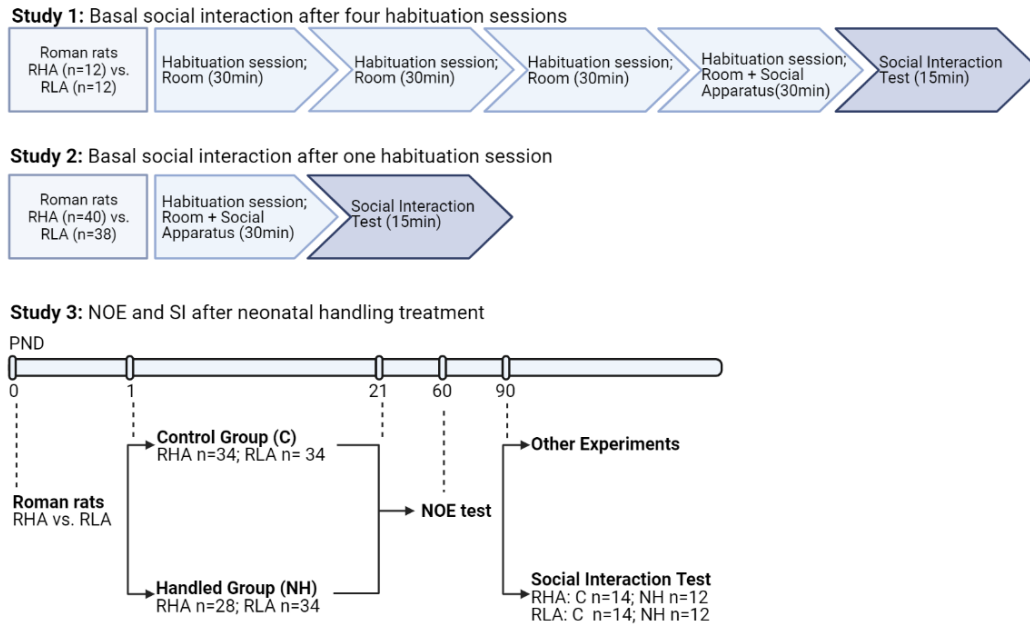 Study 1: Basal social interaction after four habituation sessions
Roman rats
RHA (n=12) vs.
RLA (n=12)
Habituation session;
Room (30min)
Habituation session;
Room (30min)
Habituation session;
Room (30min)
Habituation session;
Room + Social
Apparatus(30min)
Social Interaction
Test (15min)
Study 2: Basal social interaction after one habituation session
Roman rats
RHA (n=40) vs.
RLA (n=38)
Habituation session;
Room + Social
Apparatus (30min)
Social Interaction
Test (15min)
Study 3: NOE and SI after neonatal handling treatment
PND
0 1 21 60 90
Control Group (C)
RHA n=34; RLA n= 34
Other Experiments
Roman rats
RHA vs. RLA
NOE test
Handled Group (NH)
RHA n=28; RLA n=34
Social Interaction Test
RHA: C n=14; NH n=12
RLA: C n=14; NH n=12